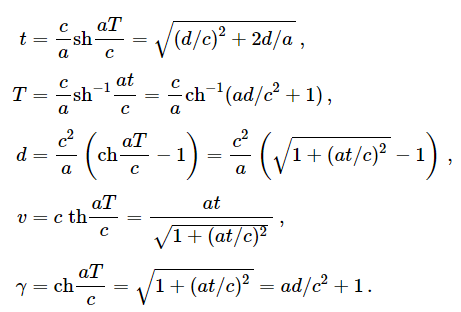 t = c/a sh aT/c = √((d/c)² + 2d/a) ,
T = c/a sh⁻¹ at/c = c/a ch⁻¹(ad/c² + 1) ,
d = c²/a (ch aT/c − 1) = c²/a (√(1 + (at/c)²) − 1) ,
v = c th aT/c = at/√(1 + (at/c)²) ,
γ = ch aT/c = √(1 + (at/c)²) = ad/c² + 1 .